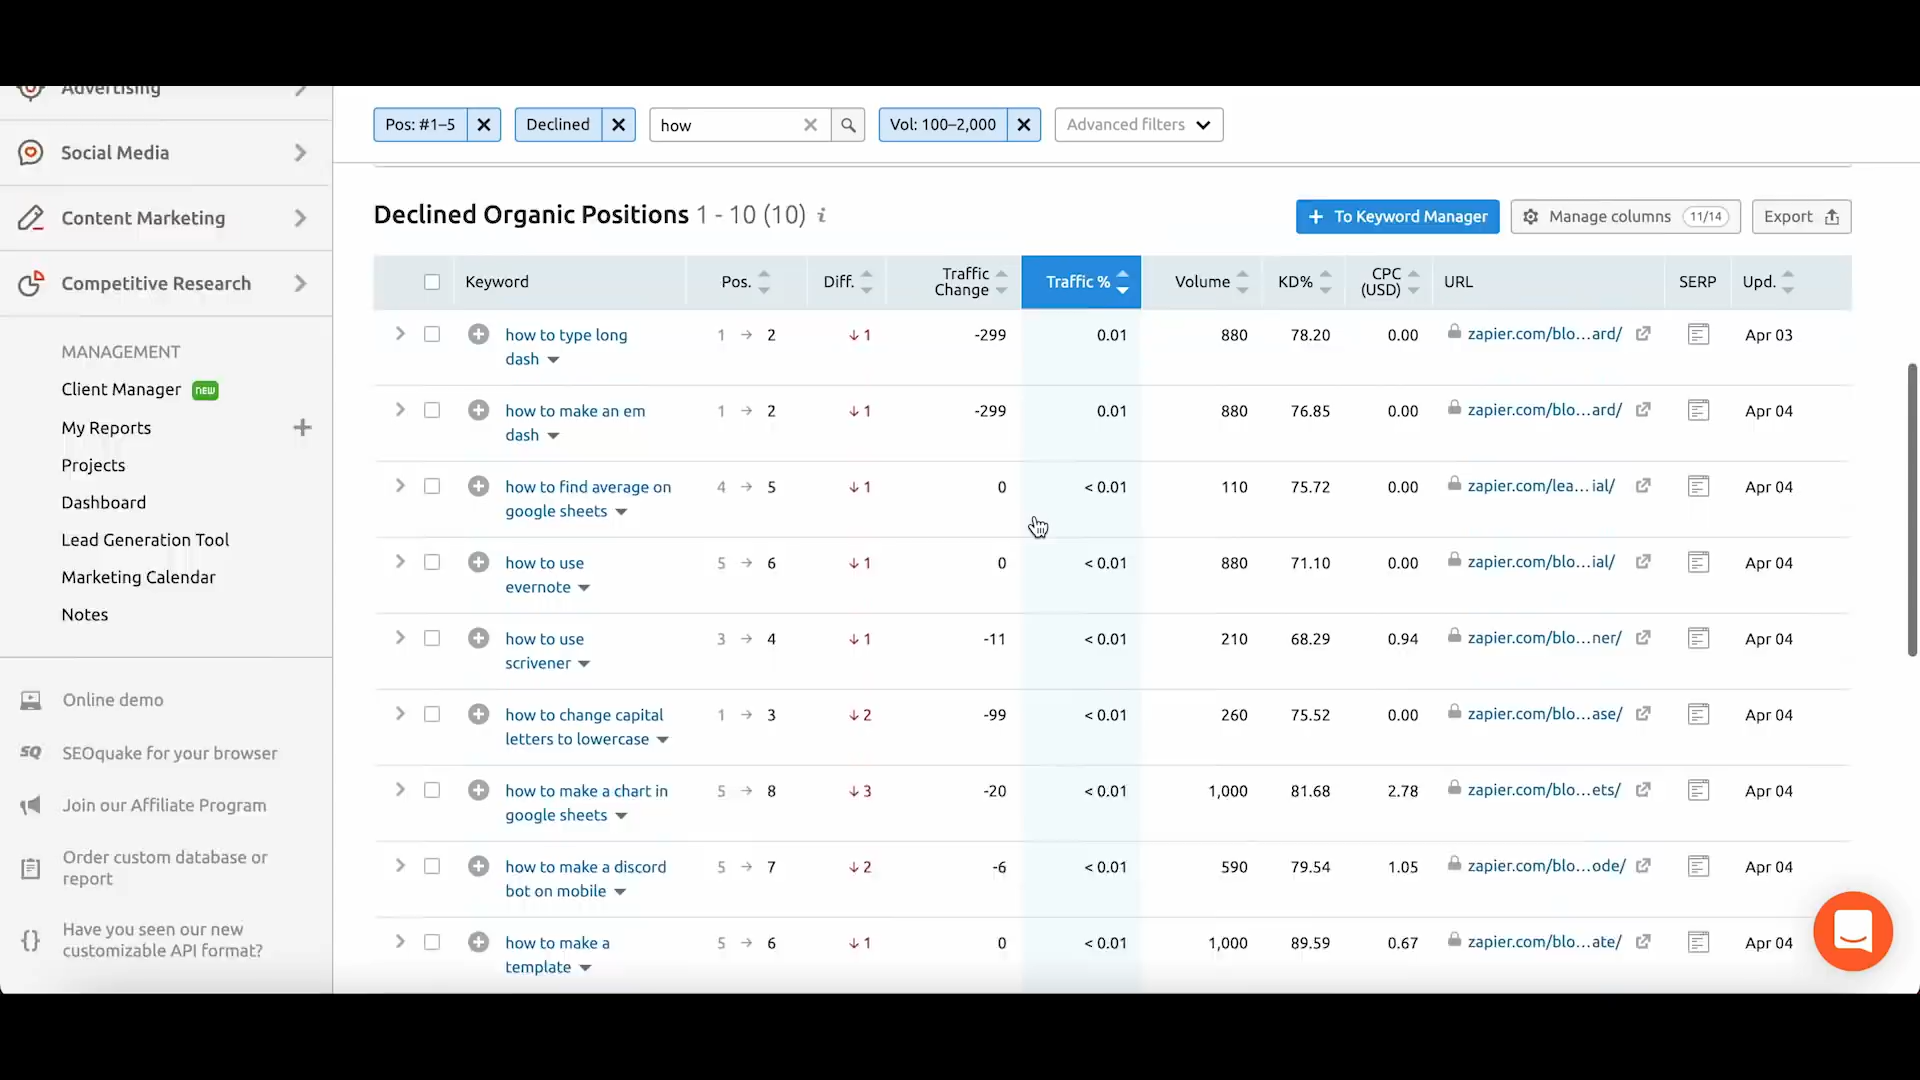 Advertising
Social Media
Content Marketing
Competitive Research
MANAGEMENT
Client Manager NEW
My Reports
Projects
Dashboard
Lead Generation Tool
Marketing Calendar
Notes
Online demo
SQ SEOquake for your browser
Join our Affiliate Program
Order custom database or
report
Have you seen our new
customizable API format?
Pos: #1–5 Declined how Vol: 100–2,000 Advanced filters
Declined Organic Positions 1 - 10 (10) i
+ To Keyword Manager Manage columns 11/14 Export
Keyword Pos. Diff. Traffic Change Traffic % Volume KD% CPC (USD) URL SERP Upd.
how to type long 1 → 2 ↓ 1 -299 0.01 880 78.20 0.00 zapier.com/blo...ard/ Apr 03
dash
how to make an em 1 → 2 ↓ 1 -299 0.01 880 76.85 0.00 zapier.com/blo...ard/ Apr 04
dash
how to find average on 4 → 5 ↓ 1 0 < 0.01 110 75.72 0.00 zapier.com/lea... ial/ Apr 04
google sheets
how to use 5 → 6 ↓ 1 0 < 0.01 880 71.10 0.00 zapier.com/blo...ial/ Apr 04
evernote
how to use 3 → 4 ↓ 1 -11 < 0.01 210 68.29 0.94 zapier.com/blo...ner/ Apr 04
scrivener
how to change capital 1 → 3 ↓ 2 -99 < 0.01 260 75.52 0.00 zapier.com/blo...ase/ Apr 04
letters to lowercase
how to make a chart in 5 → 8 ↓ 3 -20 < 0.01 1,000 81.68 2.78 zapier.com/blo...ets/ Apr 04
google sheets
how to make a discord 5 → 7 ↓ 2 -6 < 0.01 590 79.54 1.05 zapier.com/blo...ode/ Apr 04
bot on mobile
how to make a 5 → 6 ↓ 1 0 < 0.01 1,000 89.59 0.67 zapier.com/blo...ate/ Apr 04
template